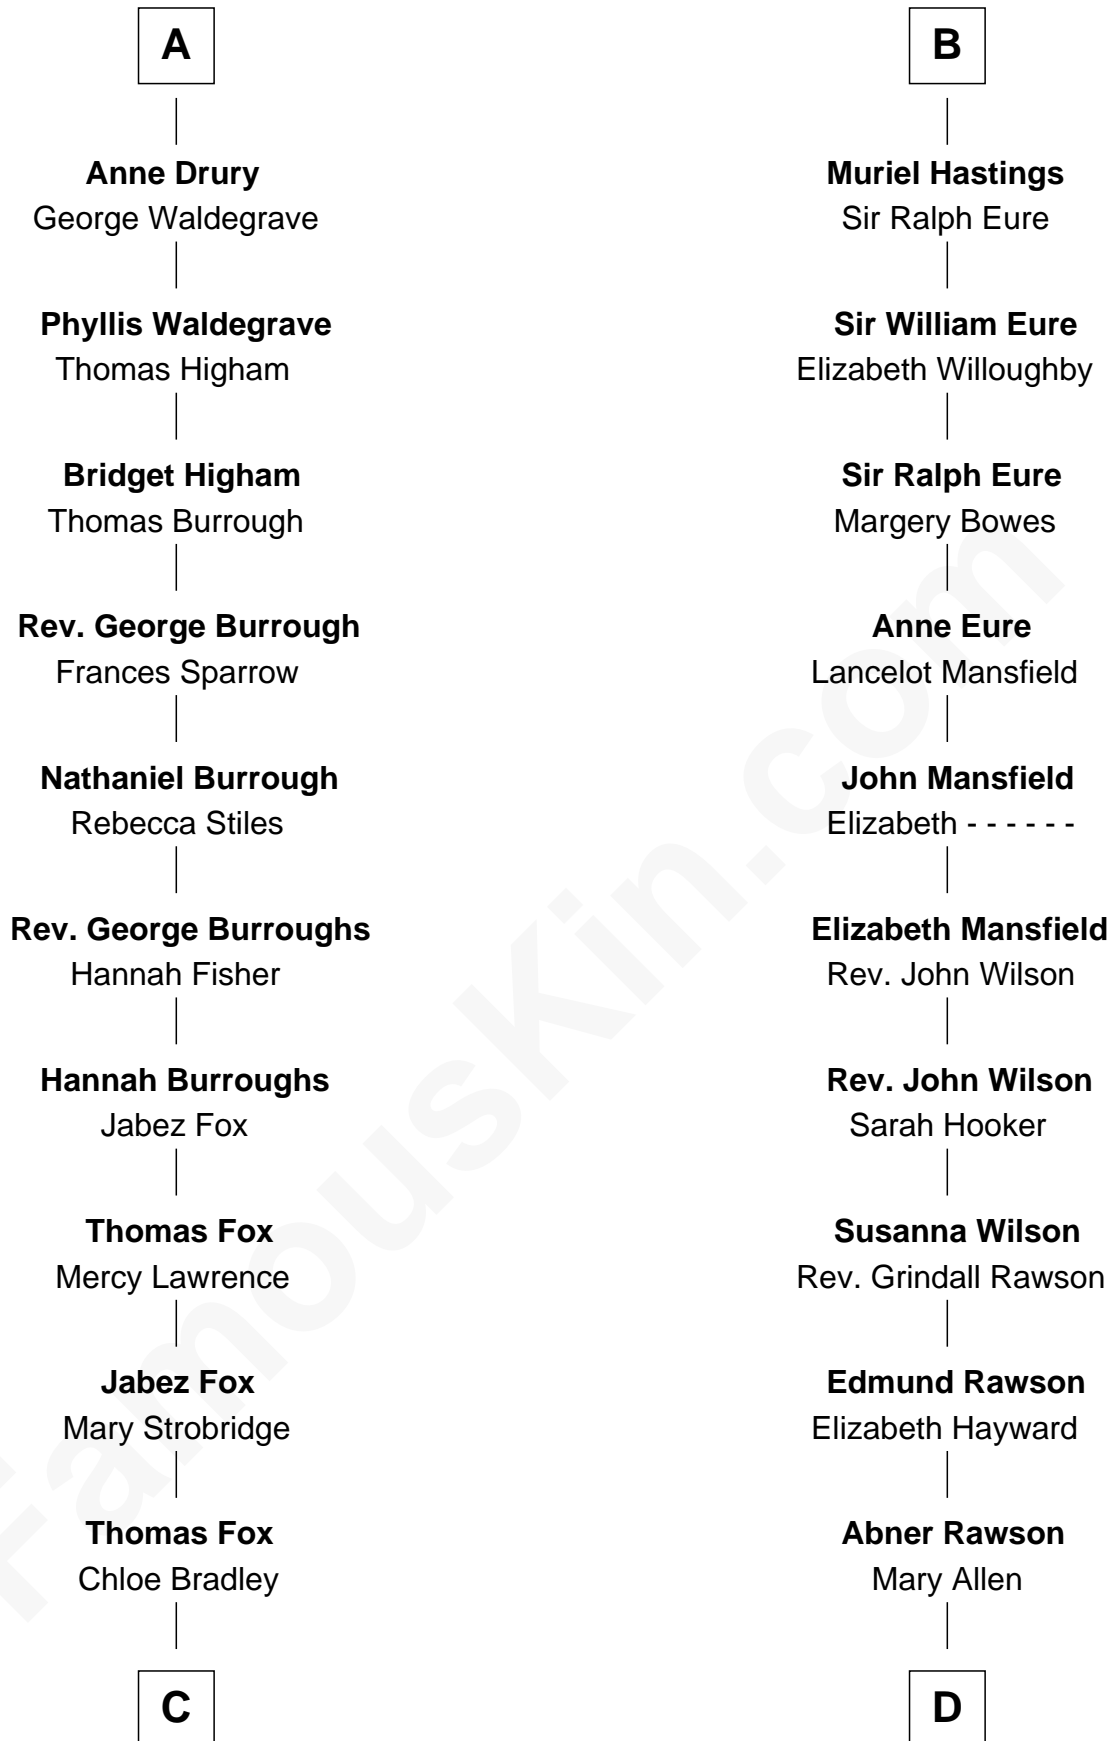 A
Anne Drury
George Waldegrave
Phyllis Waldegrave
Thomas Higham
Bridget Higham
Thomas Burrough
Rev. George Burrough
Frances Sparrow
Nathaniel Burrough
Rebecca Stiles
Rev. George Burroughs
Hannah Fisher
Hannah Burroughs
Jabez Fox
Thomas Fox
Mercy Lawrence
Jabez Fox
Mary Strobridge
Thomas Fox
Chloe Bradley
C
B
Muriel Hastings
Sir Ralph Eure
Sir William Eure
Elizabeth Willoughby
Sir Ralph Eure
Margery Bowes
Anne Eure
Lancelot Mansfield
John Mansfield
Elizabeth - - - - - -
Elizabeth Mansfield
Rev. John Wilson
Rev. John Wilson
Sarah Hooker
Susanna Wilson
Rev. Grindall Rawson
Edmund Rawson
Elizabeth Hayward
Abner Rawson
Mary Allen
D
FamousKin.com